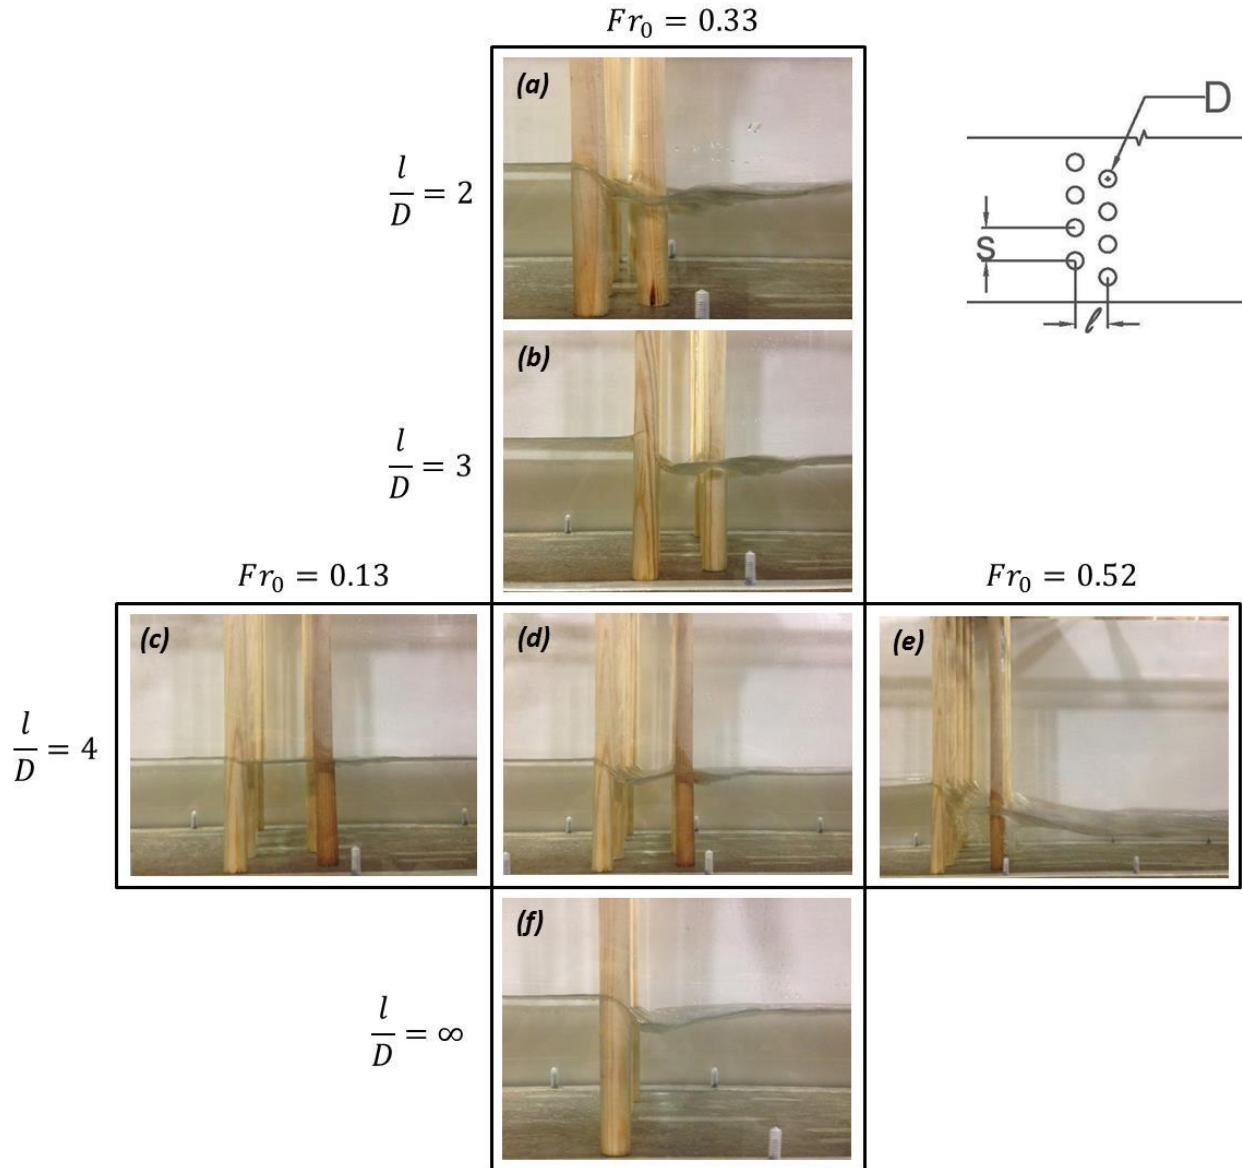 Fr₀ = 0.33
(a)
D
l/D = 2
S
l
(b)
l/D = 3
Fr₀ = 0.13
Fr₀ = 0.52
(c)
(d)
(e)
l/D = 4
(f)
l/D = ∞